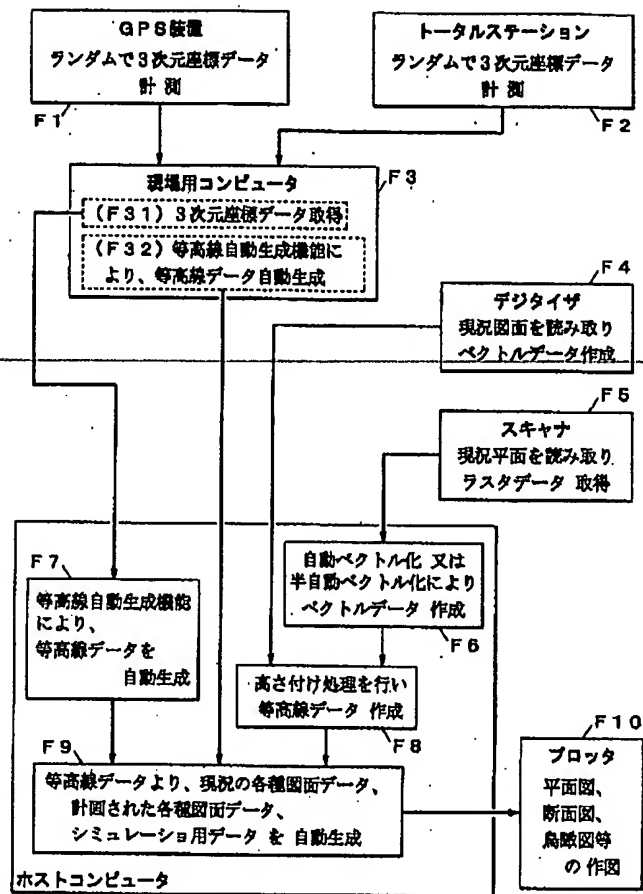 GPS装置
ランダムで3次元座標データ
計 測
F1
トータルステーション
ランダムで3次元座標データ
計 測
F2
現場用コンピュータ
F3
(F31)3次元座標データ取得
(F32)等高線自動生成機能に
より、等高線データ自動生成
F4
デジタイザ
現況図面を読み取り
ベクトルデータ作成
F5
スキャナ
現況平面を読み取り
ラスタデータ 取得
F7
等高線自動生成機能
により、
等高線データを
自動生成
自動ベクトル化 又は
半自動ベクトル化により
ベクトルデータ 作成
F6
高さ付け処理を行い
等高線データ 作成
F8
F9
等高線データより、現況の各種図面データ、
計画された各種図面データ、
シミュレーショ用データ を 自動生成
ホストコンピュータ
F10
プロッタ
平面図、
断面図、
鳥瞰図等
の 作図